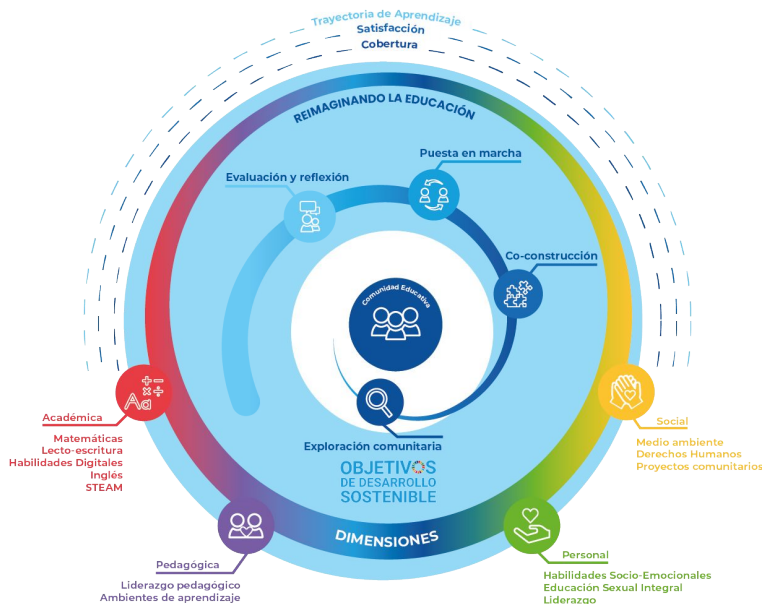 Trayectoria de Aprendizaje
Satisfacción
Cobertura
REIMAGINANDO LA EDUCACIÓN
Puesta en marcha
Evaluación y reflexión
Co-construcción
Comunidad Educativa
Exploración comunitaria
OBJETIVOS
DE DESARROLLO
SOSTENIBLE
DIMENSIONES
Aa
Académica
Matemáticas
Lecto-escritura
Habilidades Digitales
Inglés
STEAM
Social
Medio ambiente
Derechos Humanos
Proyectos comunitarios
Pedagógica
Liderazgo pedagógico
Ambientes de aprendizaje
Personal
Habilidades Socio-Emocionales
Educación Sexual Integral
Liderazgo